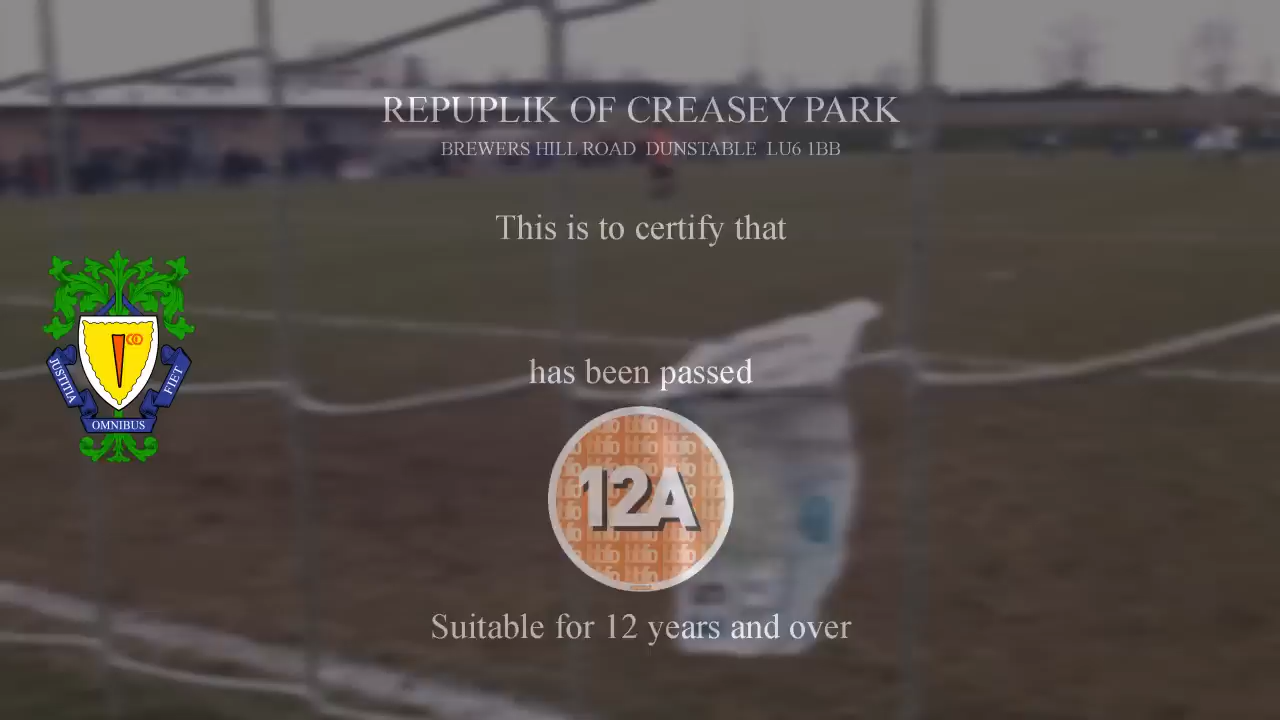 REPUPLIK OF CREASEY PARK
BREWERS HILL ROAD DUNSTABLE LU6 1BB
This is to certify that
has been passed
JUSTITIA
OMNIBUS
FIET
12A
Suitable for 12 years and over